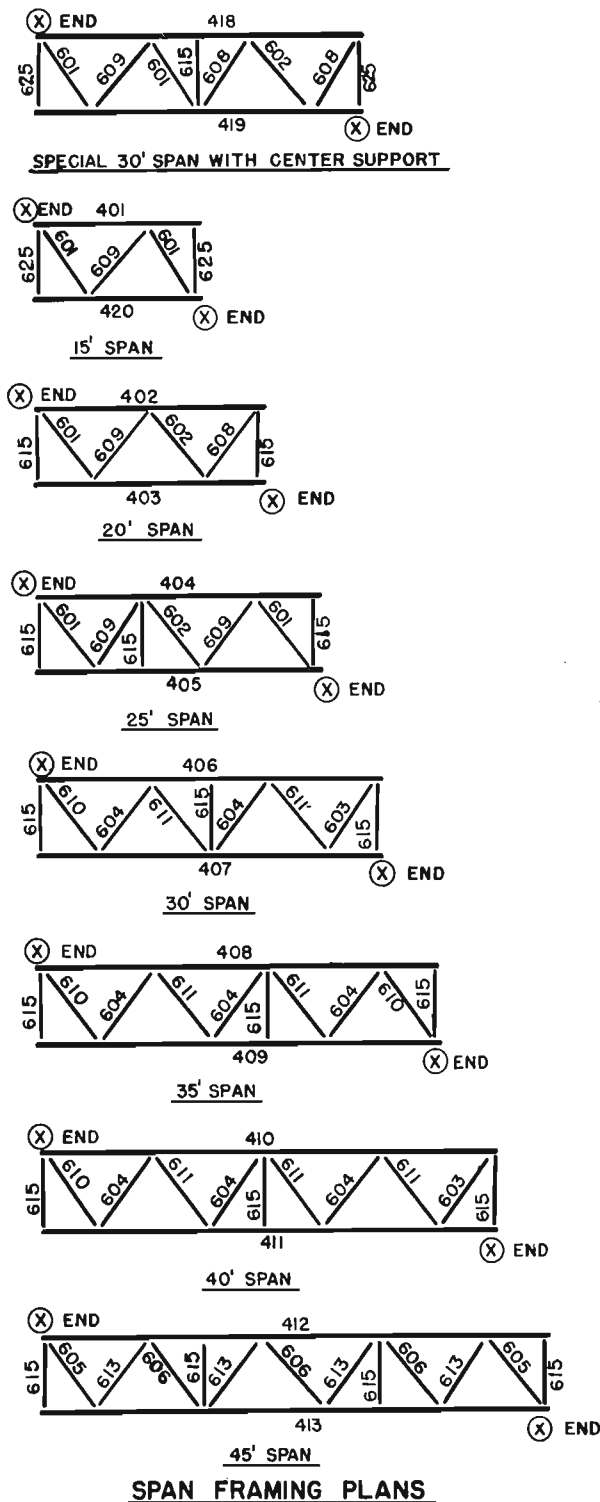 Ⓧ END 418
625 601 609 601 615 608 602 608 625
419
Ⓧ END
SPECIAL 30' SPAN WITH CENTER SUPPORT
Ⓧ END 401
625 601 609 601 625
420
Ⓧ END
15' SPAN
Ⓧ END 402
615 601 609 602 608 615
403
Ⓧ END
20' SPAN
Ⓧ END 404
615 601 609 615 602 609 601 615
405
Ⓧ END
25' SPAN
Ⓧ END 406
615 610 604 611 615 604 611 603 615
407
Ⓧ END
30' SPAN
Ⓧ END 408
615 610 604 611 604 615 611 604 610 615
409
Ⓧ END
35' SPAN
Ⓧ END 410
615 610 604 611 604 615 611 604 611 603 615
411
Ⓧ END
40' SPAN
Ⓧ END 412
615 605 613 606 615 613 606 613 615 606 613 605 615
413
Ⓧ END
45' SPAN
SPAN FRAMING PLANS